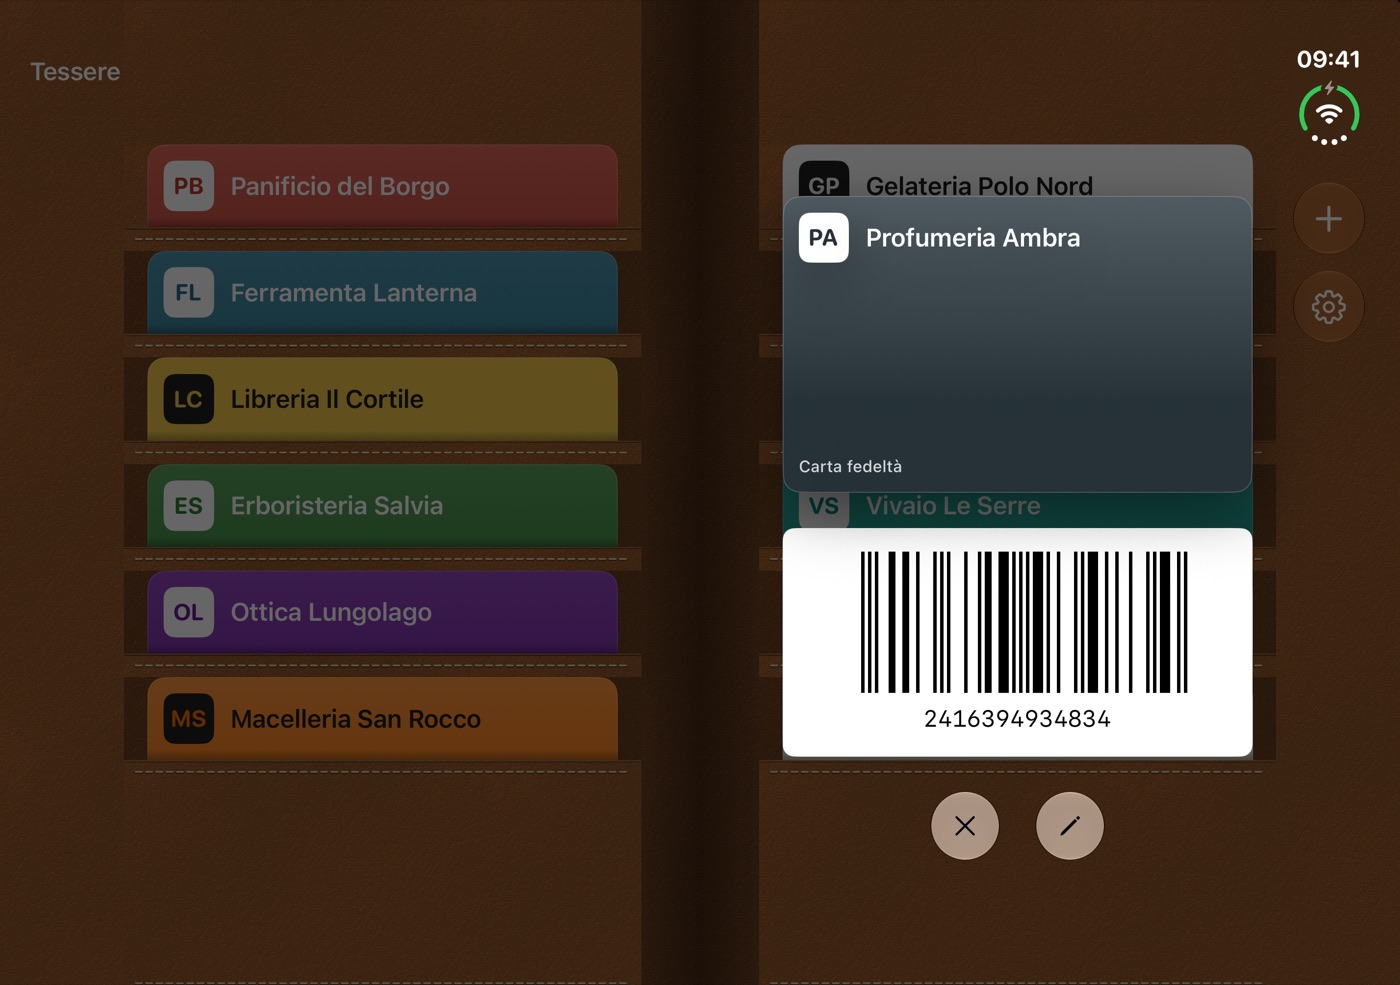 Tessere
09:41
PB Panificio del Borgo
FL Ferramenta Lanterna
LC Libreria Il Cortile
ES Erboristeria Salvia
OL Ottica Lungolago
MS Macelleria San Rocco
GP Gelateria Polo Nord
PA Profumeria Ambra
Carta fedeltà
VS Vivaio Le Serre
2416394934834